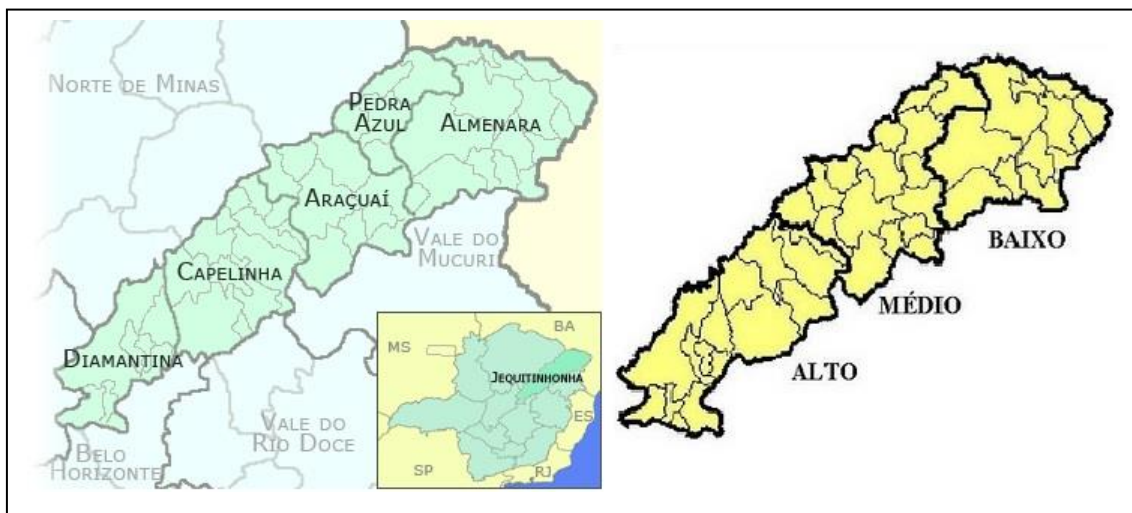 NORTE DE MINAS
PEDRA
AZUL
ALMENARA
ARAÇUAÍ
VALE DO
MUCURI
CAPELINHA
DIAMANTINA
VALE DO
RIO DOCE
BELO
HORIZONTE
BA
MS
JEQUITINHONHA
ES
SP
RJ
BAIXO
MÉDIO
ALTO